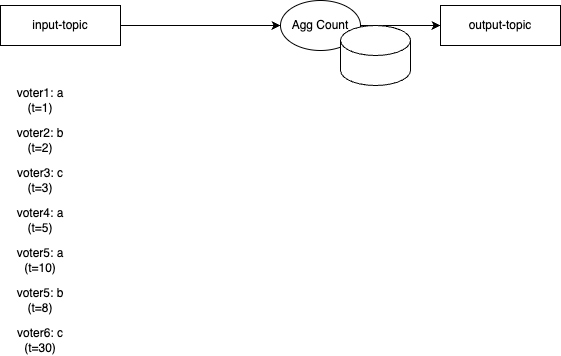 input-topic
Agg Count
output-topic
voter1: a
(t=1)
voter2: b
(t=2)
voter3: c
(t=3)
voter4: a
(t=5)
voter5: a
(t=10)
voter5: b
(t=8)
voter6: c
(t=30)